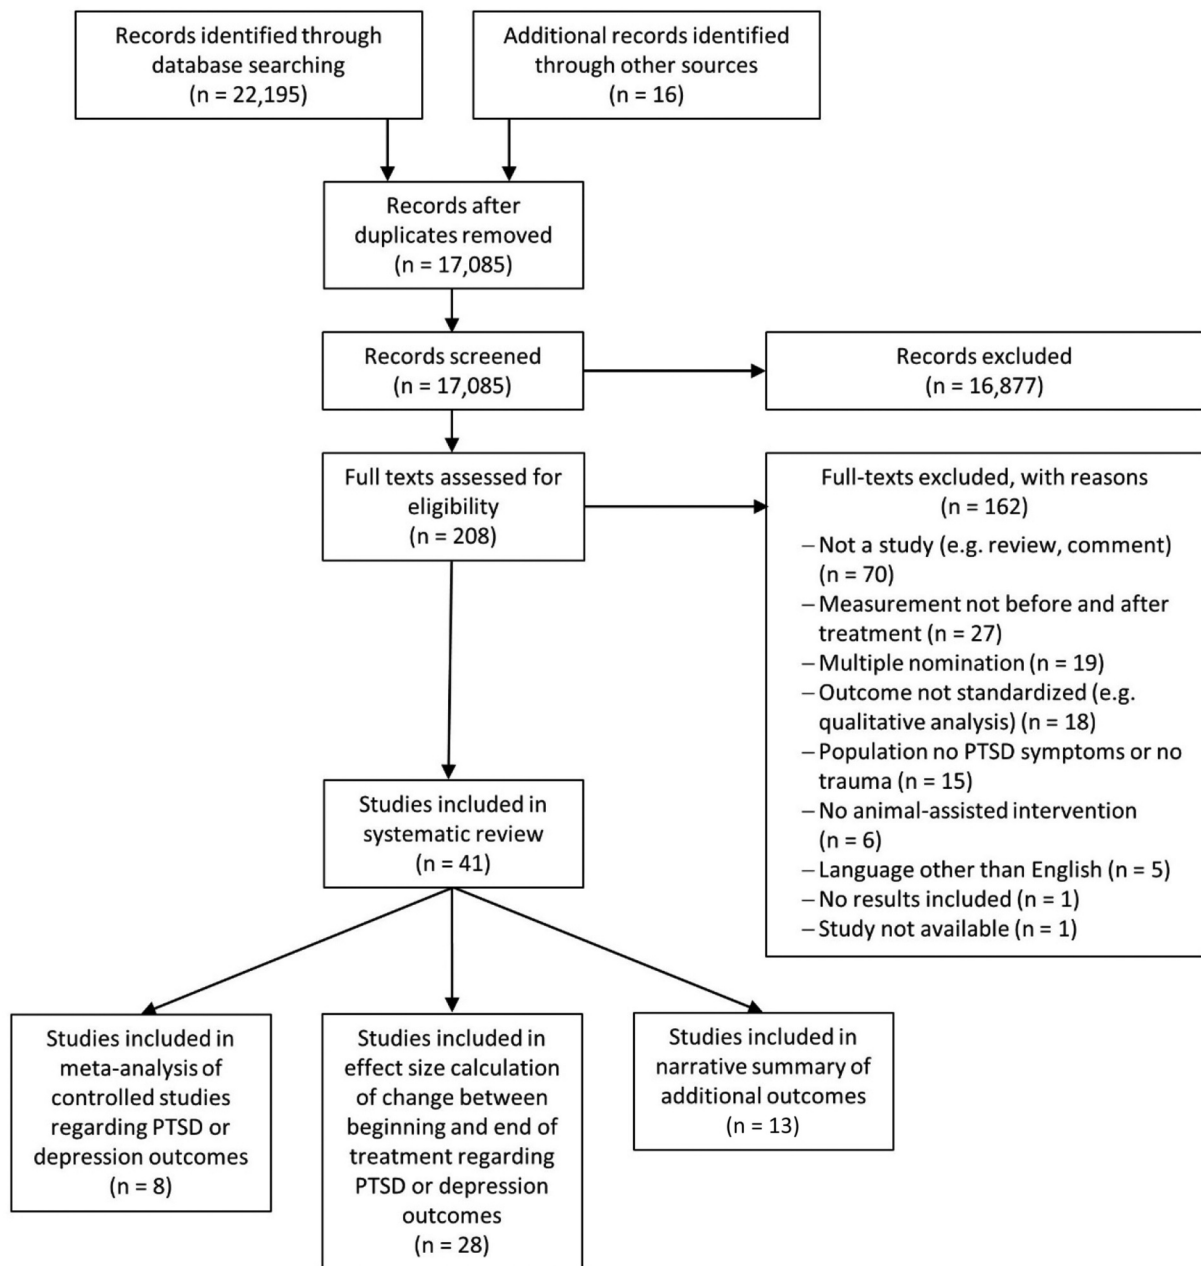 Records identified through
database searching
(n = 22,195)
Additional records identified
through other sources
(n = 16)
Records after
duplicates removed
(n = 17,085)
Records screened
(n = 17,085)
Records excluded
(n = 16,877)
Full texts assessed for
eligibility
(n = 208)
Full-texts excluded, with reasons
(n = 162)
– Not a study (e.g. review, comment)
(n = 70)
– Measurement not before and after
treatment (n = 27)
– Multiple nomination (n = 19)
– Outcome not standardized (e.g.
qualitative analysis) (n = 18)
– Population no PTSD symptoms or no
trauma (n = 15)
– No animal-assisted intervention
(n = 6)
– Language other than English (n = 5)
– No results included (n = 1)
– Study not available (n = 1)
Studies included in
systematic review
(n = 41)
Studies included in
meta-analysis of
controlled studies
regarding PTSD or
depression outcomes
(n = 8)
Studies included in
effect size calculation
of change between
beginning and end of
treatment regarding
PTSD or depression
outcomes
(n = 28)
Studies included in
narrative summary of
additional outcomes
(n = 13)